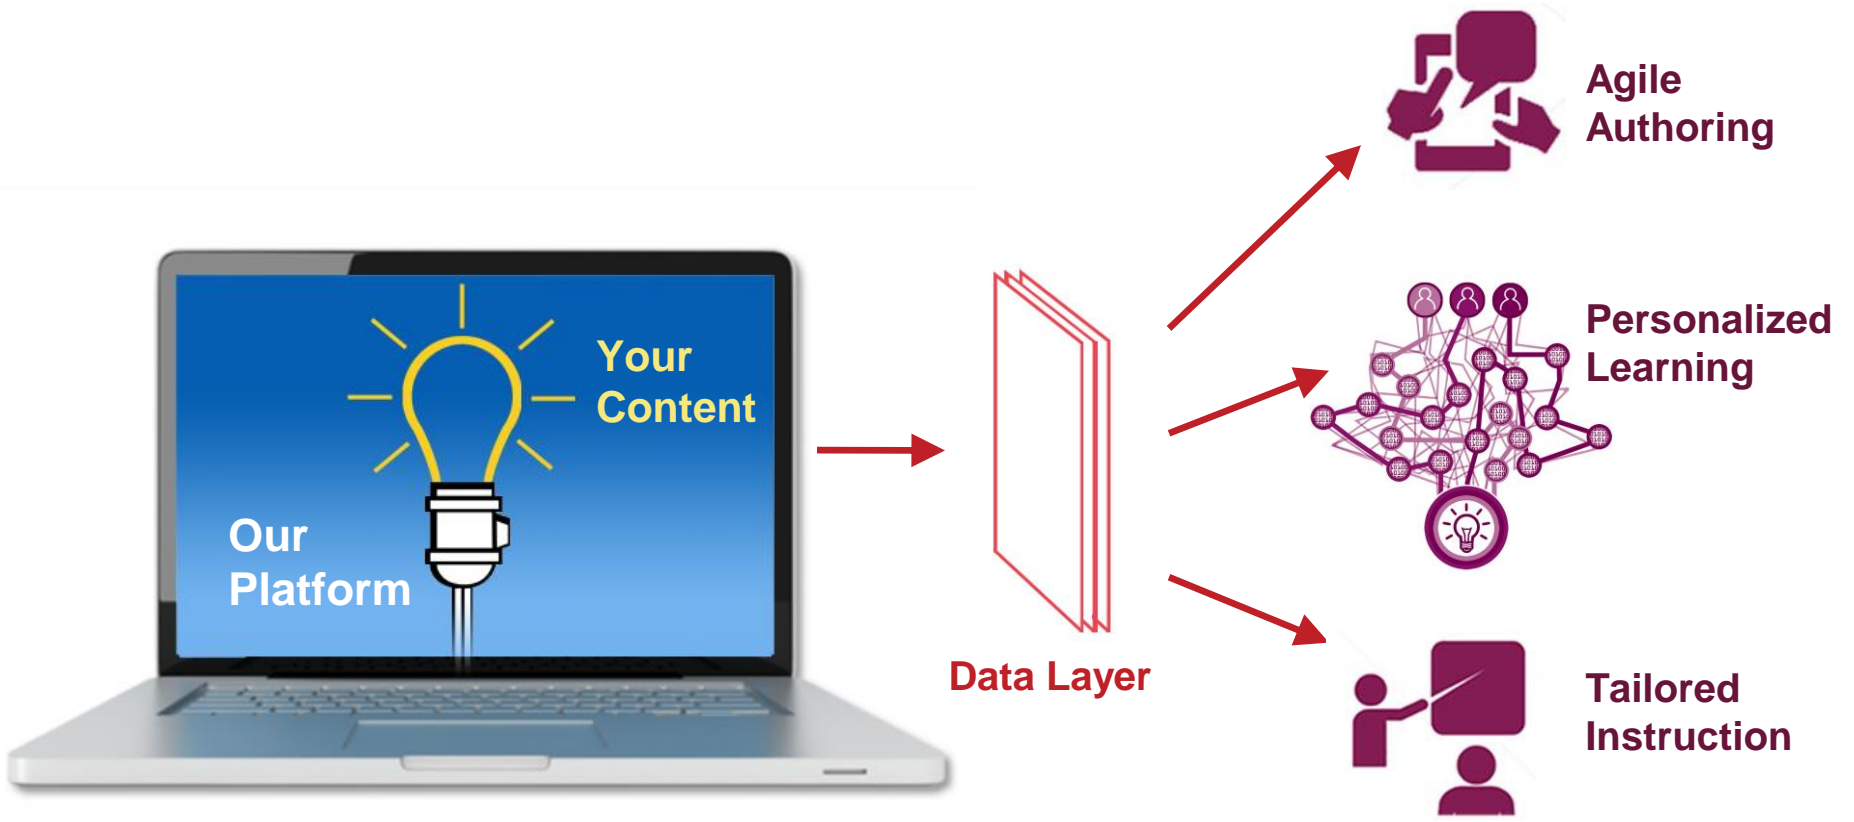 Your
Content
Our
Platform
Data Layer
Agile
Authoring
Personalized
Learning
Tailored
Instruction